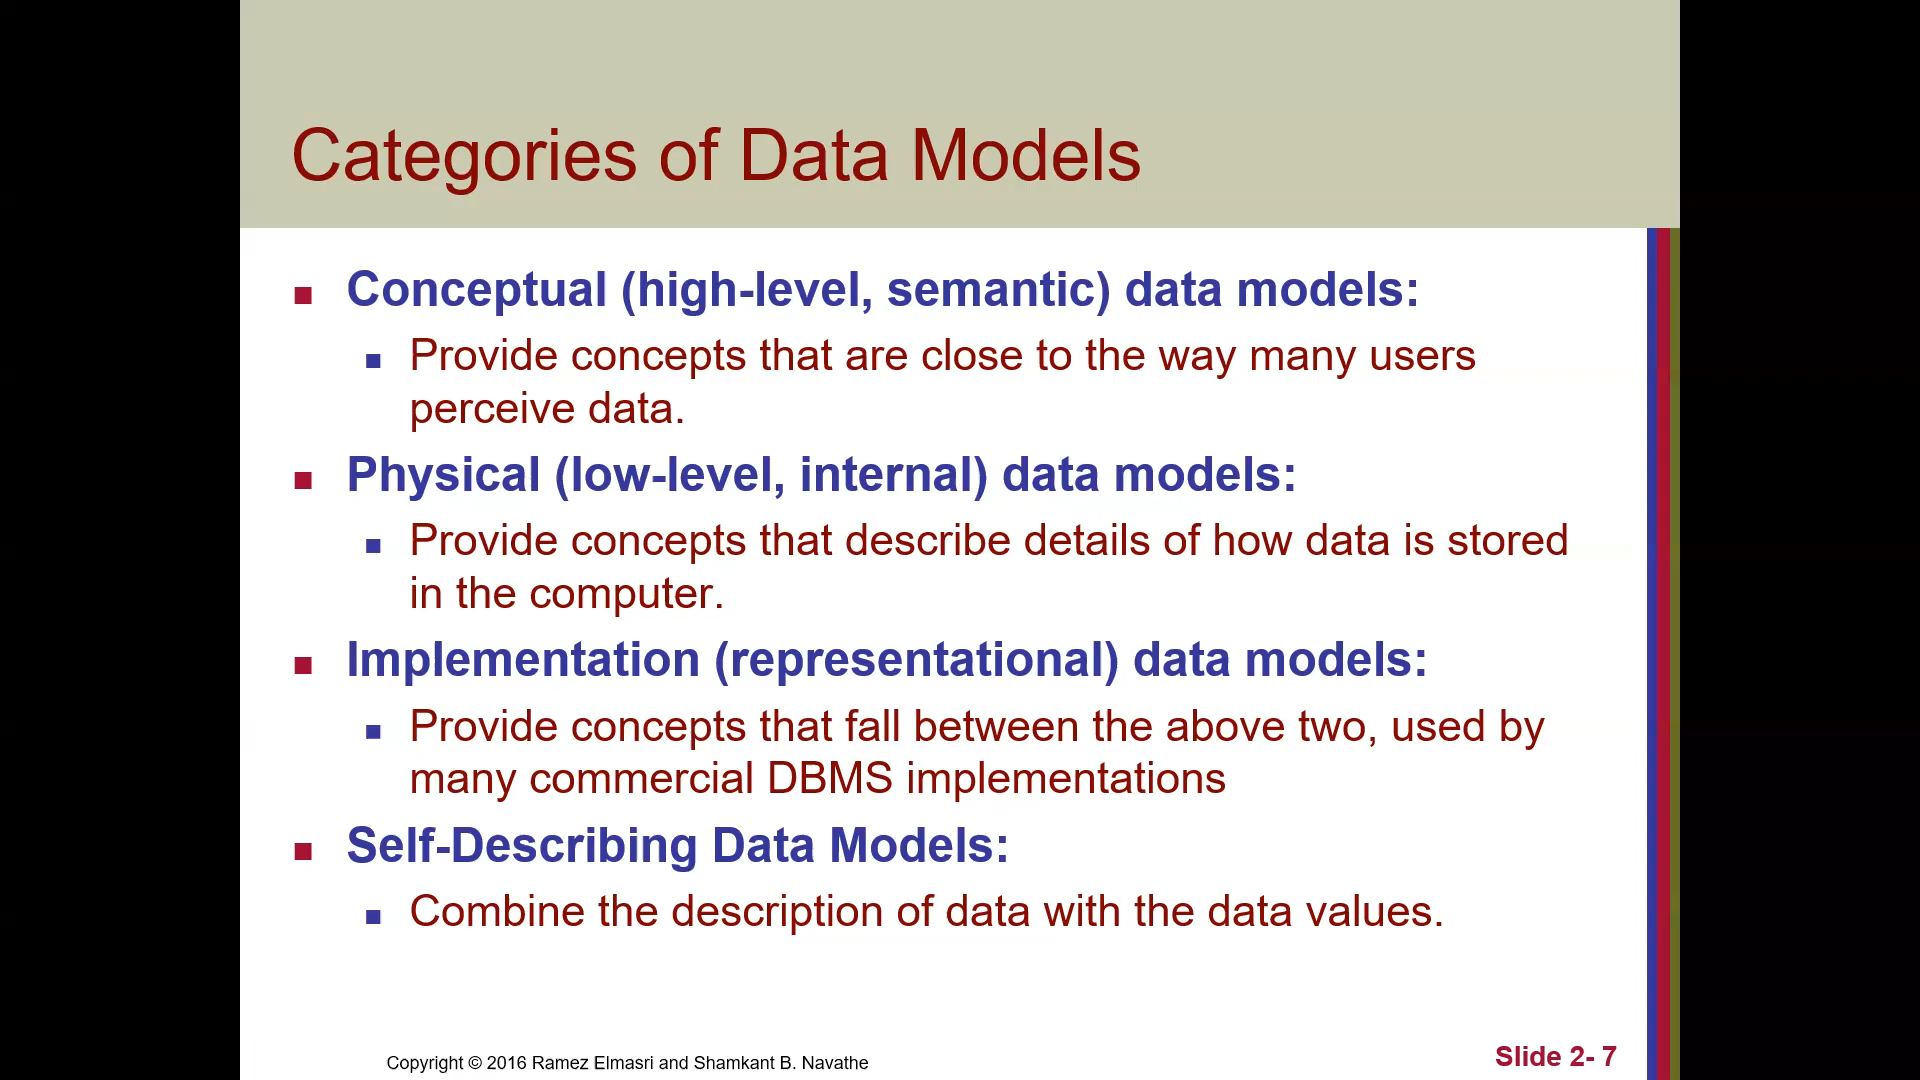 Categories of Data Models
Conceptual (high-level, semantic) data models:
Provide concepts that are close to the way many users
perceive data.
Physical (low-level, internal) data models:
Provide concepts that describe details of how data is stored
in the computer.
Implementation (representational) data models:
Provide concepts that fall between the above two, used by
many commercial DBMS implementations
Self-Describing Data Models:
Combine the description of data with the data values.
Copyright © 2016 Ramez Elmasri and Shamkant B. Navathe
Slide 2- 7